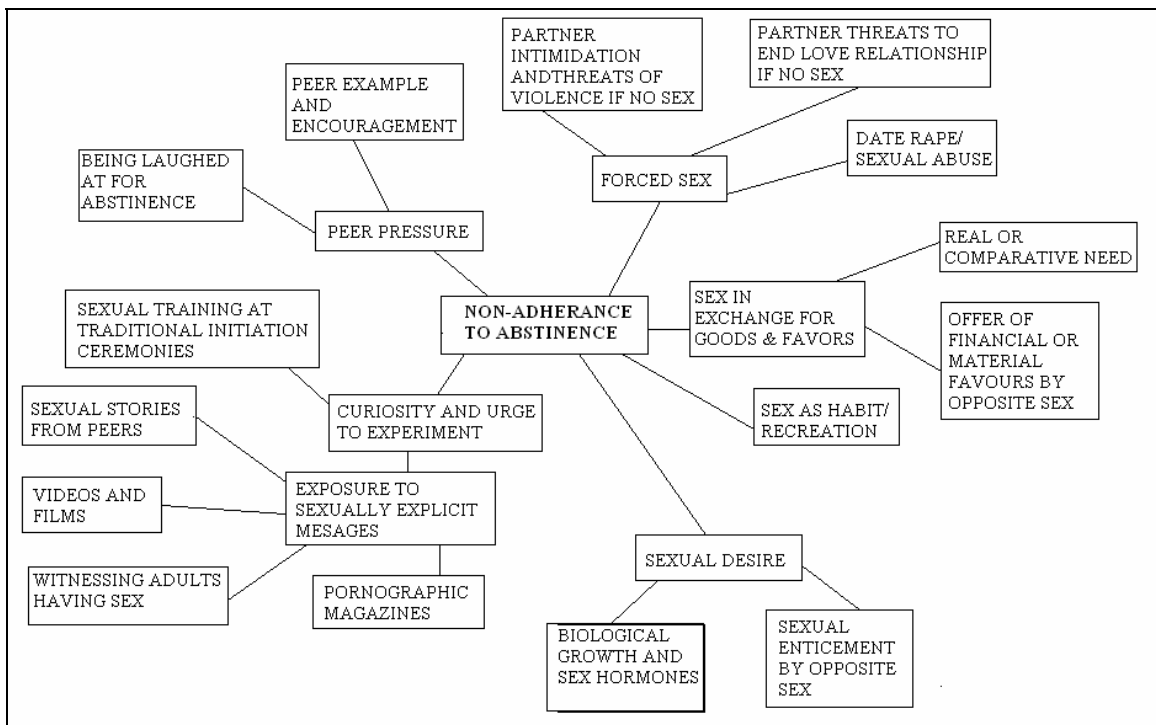 PARTNER
INTIMIDATION
ANDTHREATS OF
VIOLENCE IF NO SEX
PARTNER THREATS TO
END LOVE RELATIONSHIP
IF NO SEX
PEER EXAMPLE
AND
ENCOURAGEMENT
DATE RAPE/
SEXUAL ABUSE
BEING LAUGHED
AT FOR
ABSTINENCE
FORCED SEX
PEER PRESSURE
REAL OR
COMPARATIVE NEED
SEXUAL TRAINING AT
TRADITIONAL INITIATION
CEREMONIES
NON-ADHERANCE
TO ABSTINENCE
SEX IN
EXCHANGE FOR
GOODS & FAVORS
OFFER OF
FINANCIAL OR
MATERIAL
FAVOURS BY
OPPOSITE SEX
SEXUAL STORIES
FROM PEERS
CURIOSITY AND URGE
TO EXPERIMENT
SEX AS HABIT/
RECREATION
VIDEOS AND
FILMS
EXPOSURE TO
SEXUALLY EXPLICIT
MESAGES
WITNESSING ADULTS
HAVING SEX
PORNOGRAPHIC
MAGAZINES
SEXUAL DESIRE
BIOLOGICAL
GROWTH AND
SEX HORMONES
SEXUAL
ENTICEMENT
BY OPPOSITE
SEX